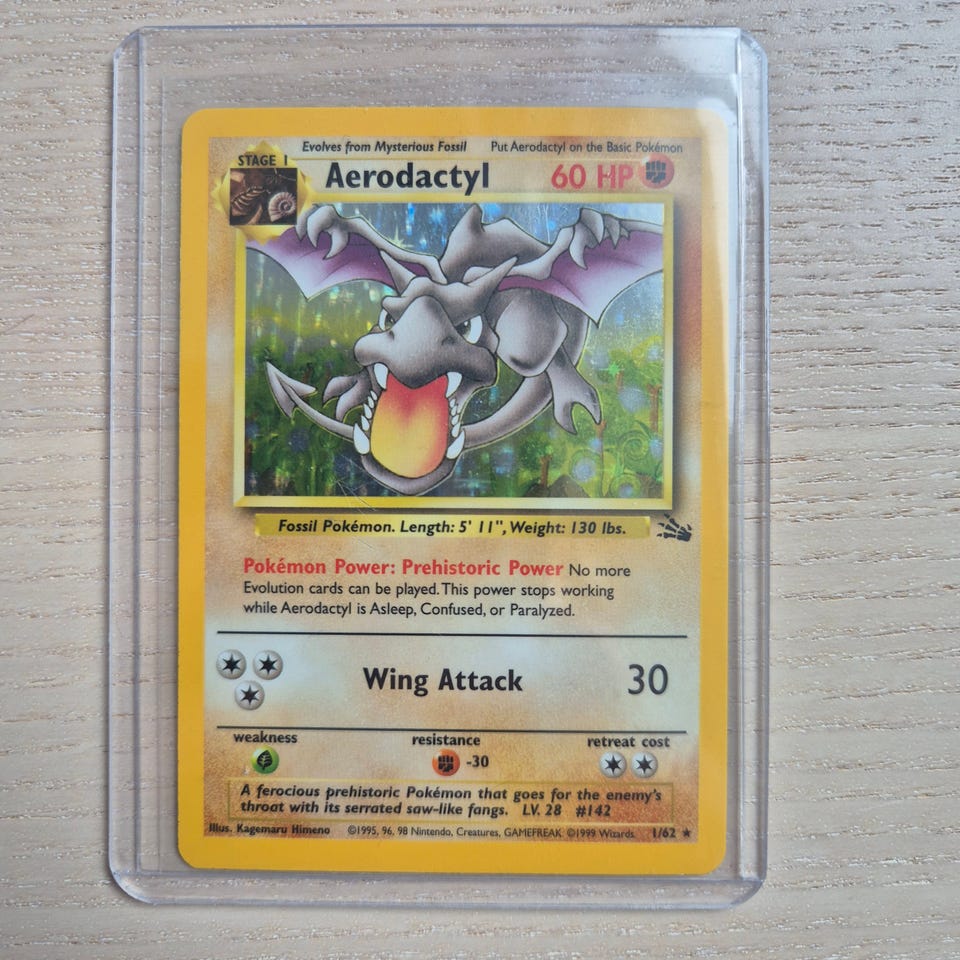 Evolves from Mysterious Fossil Put Aerodactyl on the Basic Pokémon
STAGE 1
Aerodactyl 60 HP
Fossil Pokémon. Length: 5' 11", Weight: 130 lbs.
Pokémon Power: Prehistoric Power No more
Evolution cards can be played. This power stops working
while Aerodactyl is Asleep, Confused, or Paralyzed.
Wing Attack 30
weakness resistance retreat cost
-30
A ferocious prehistoric Pokémon that goes for the enemy's
throat with its serrated saw-like fangs. LV. 28 #142
Illus. Kagemaru Himeno ©1995, 96, 98 Nintendo, Creatures, GAMEFREAK. ©1999 Wizards. 1/62 ★